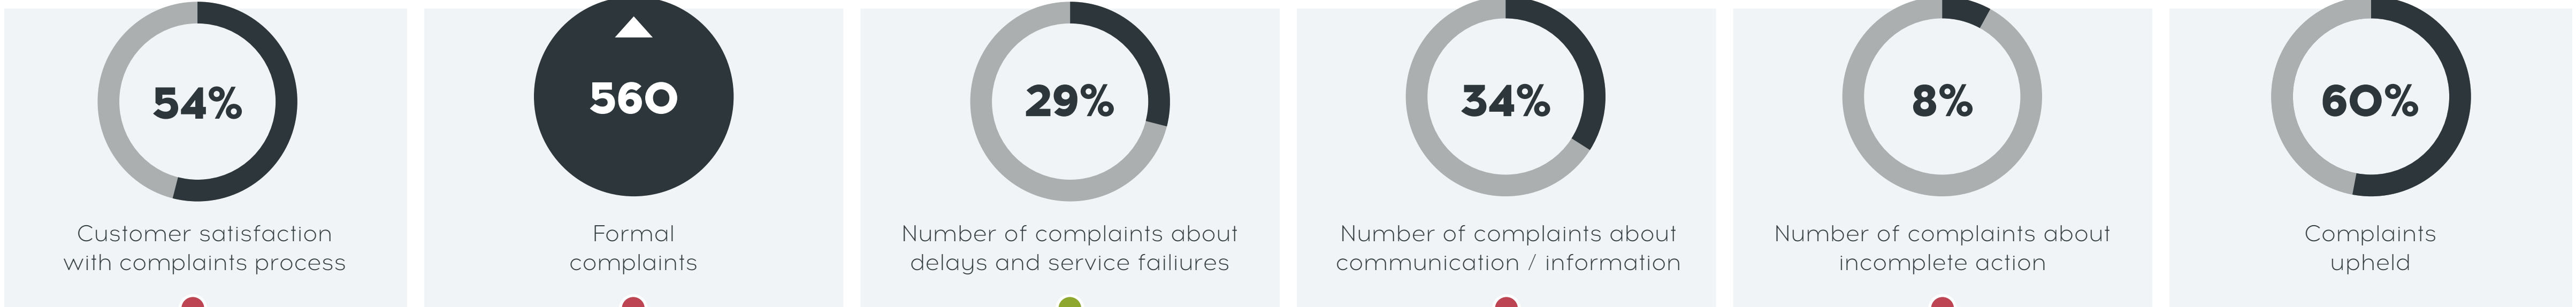 54%
Customer satisfaction
with complaints process
560
Formal
complaints
29%
Number of complaints about
delays and service failiures
34%
Number of complaints about
communication / information
8%
Number of complaints about
incomplete action
60%
Complaints
upheld